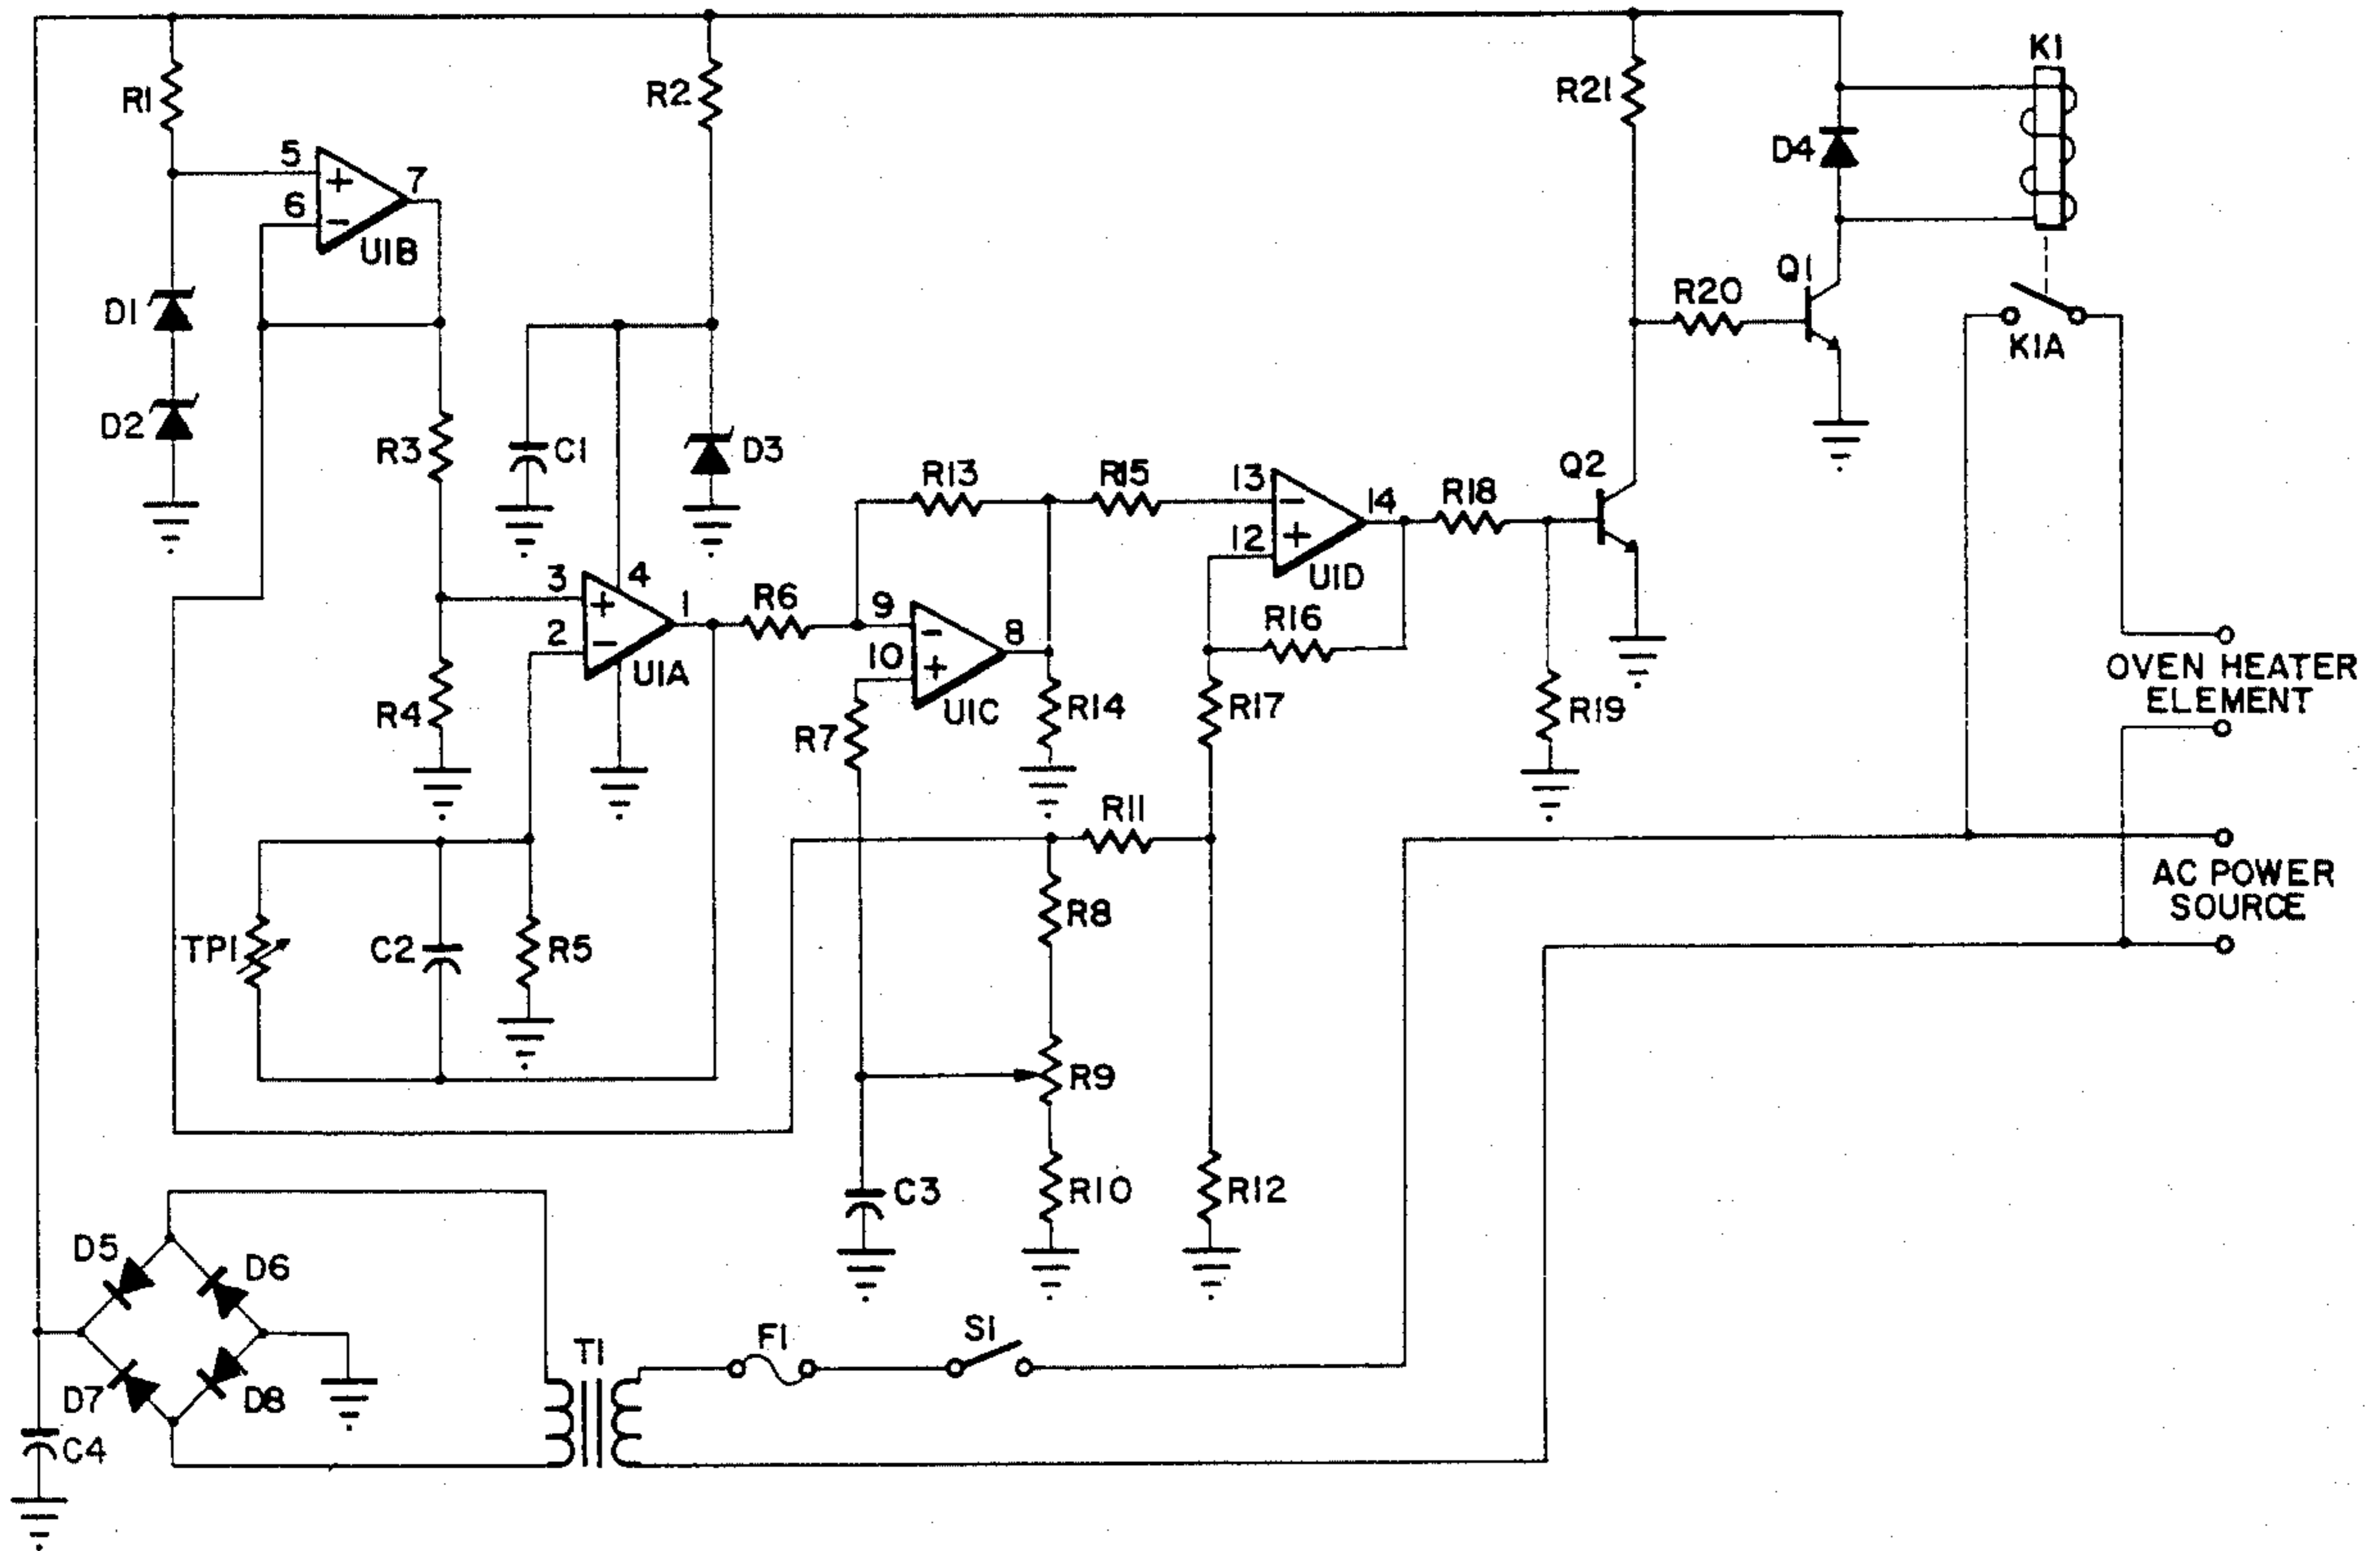 K1
R1
R2
R21
D4
5
+
7
6
-
U1B
Q1
R20
D1
K1A
D2
R3
C1
D3
R13
R15
13
-
14
R18
Q2
12
+
U1D
3
4
+
1
R6
9
-
8
R16
2
-
U1A
10
+
U1C
R4
R7
R14
R17
R19
OVEN HEATER
ELEMENT
R11
AC POWER
SOURCE
R8
TP1
C2
R5
R9
C3
R10
R12
D5
D6
T1
F1
S1
D7
D8
C4